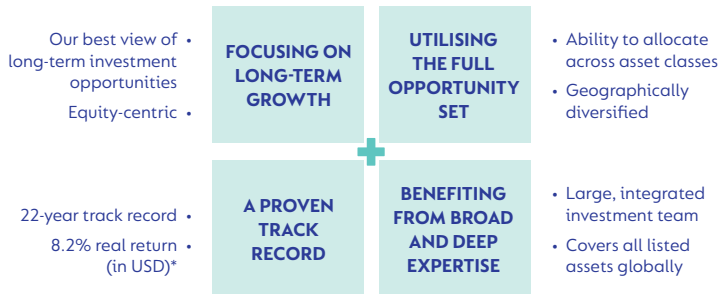 Our best view of •
long-term investment
opportunities
Equity-centric •
FOCUSING ON
LONG-TERM
GROWTH
UTILISING
THE FULL
OPPORTUNITY
SET
• Ability to allocate
across asset classes
• Geographically
diversified
22-year track record •
8.2% real return •
(in USD)*
A PROVEN
TRACK
RECORD
BENEFITING
FROM BROAD
AND DEEP
EXPERTISE
• Large, integrated
investment team
• Covers all listed
assets globally